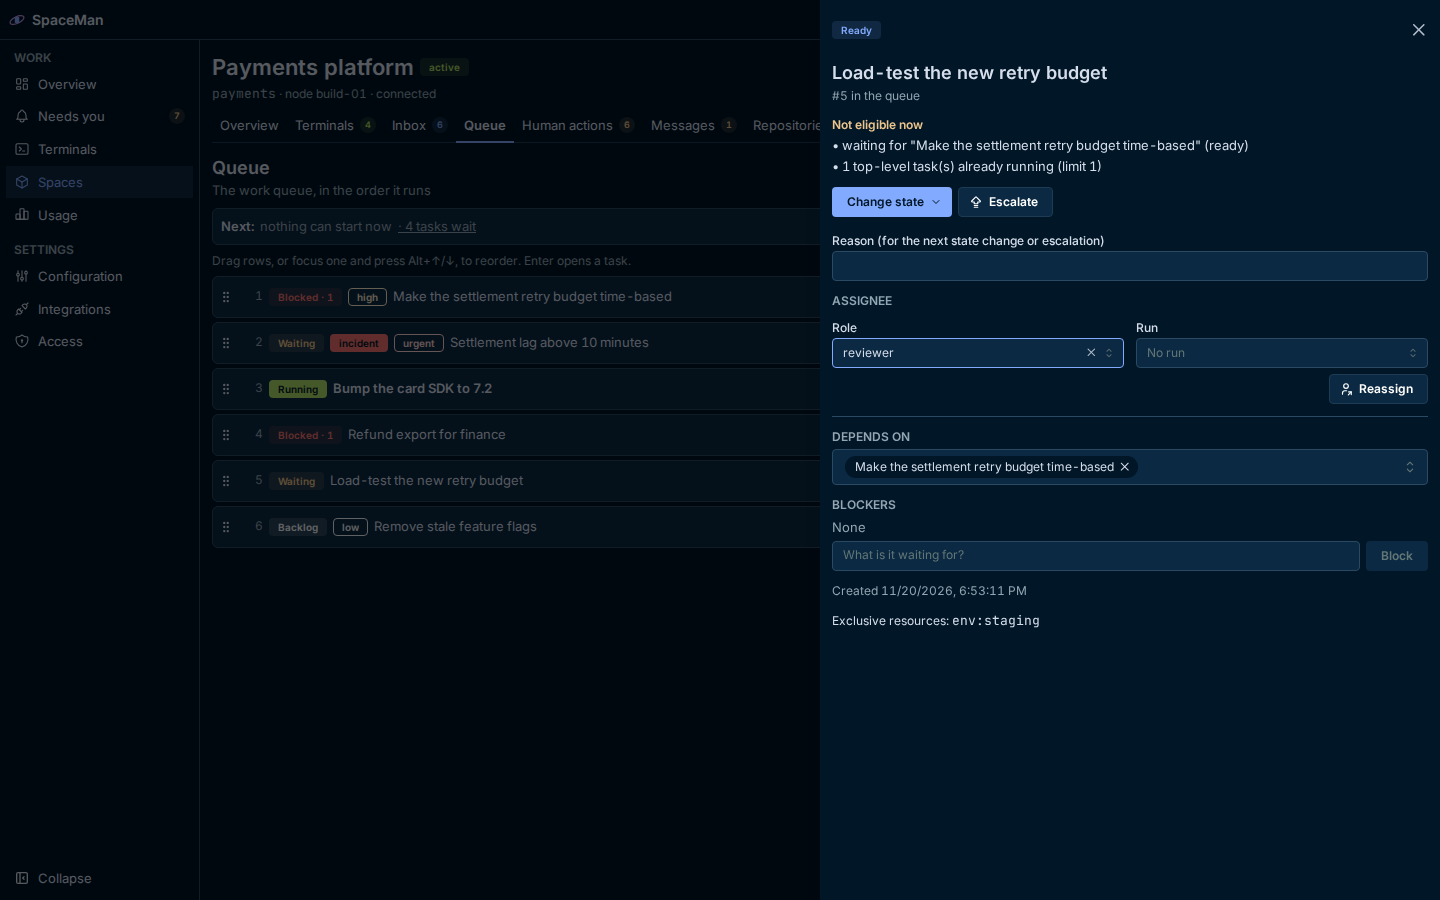 SpaceMan
WORK
Overview
Needs you 7
Terminals
Spaces
Usage
SETTINGS
Configuration
Integrations
Access
Collapse
Payments platform active
payments · node build-01 · connected
Overview Terminals 4 Inbox 6 Queue Human actions 6 Messages 1 Repositorie
Queue
The work queue, in the order it runs
Next: nothing can start now · 4 tasks wait
Drag rows, or focus one and press Alt+↑/↓, to reorder. Enter opens a task.
1 Blocked · 1 high Make the settlement retry budget time-based
2 Waiting incident urgent Settlement lag above 10 minutes
3 Running Bump the card SDK to 7.2
4 Blocked · 1 Refund export for finance
5 Waiting Load-test the new retry budget
6 Backlog low Remove stale feature flags
Ready
Load-test the new retry budget
#5 in the queue
Not eligible now
• waiting for "Make the settlement retry budget time-based" (ready)
• 1 top-level task(s) already running (limit 1)
Change state Escalate
Reason (for the next state change or escalation)
ASSIGNEE
Role Run
reviewer No run
Reassign
DEPENDS ON
Make the settlement retry budget time-based
BLOCKERS
None
What is it waiting for? Block
Created 11/20/2026, 6:53:11 PM
Exclusive resources: env:staging